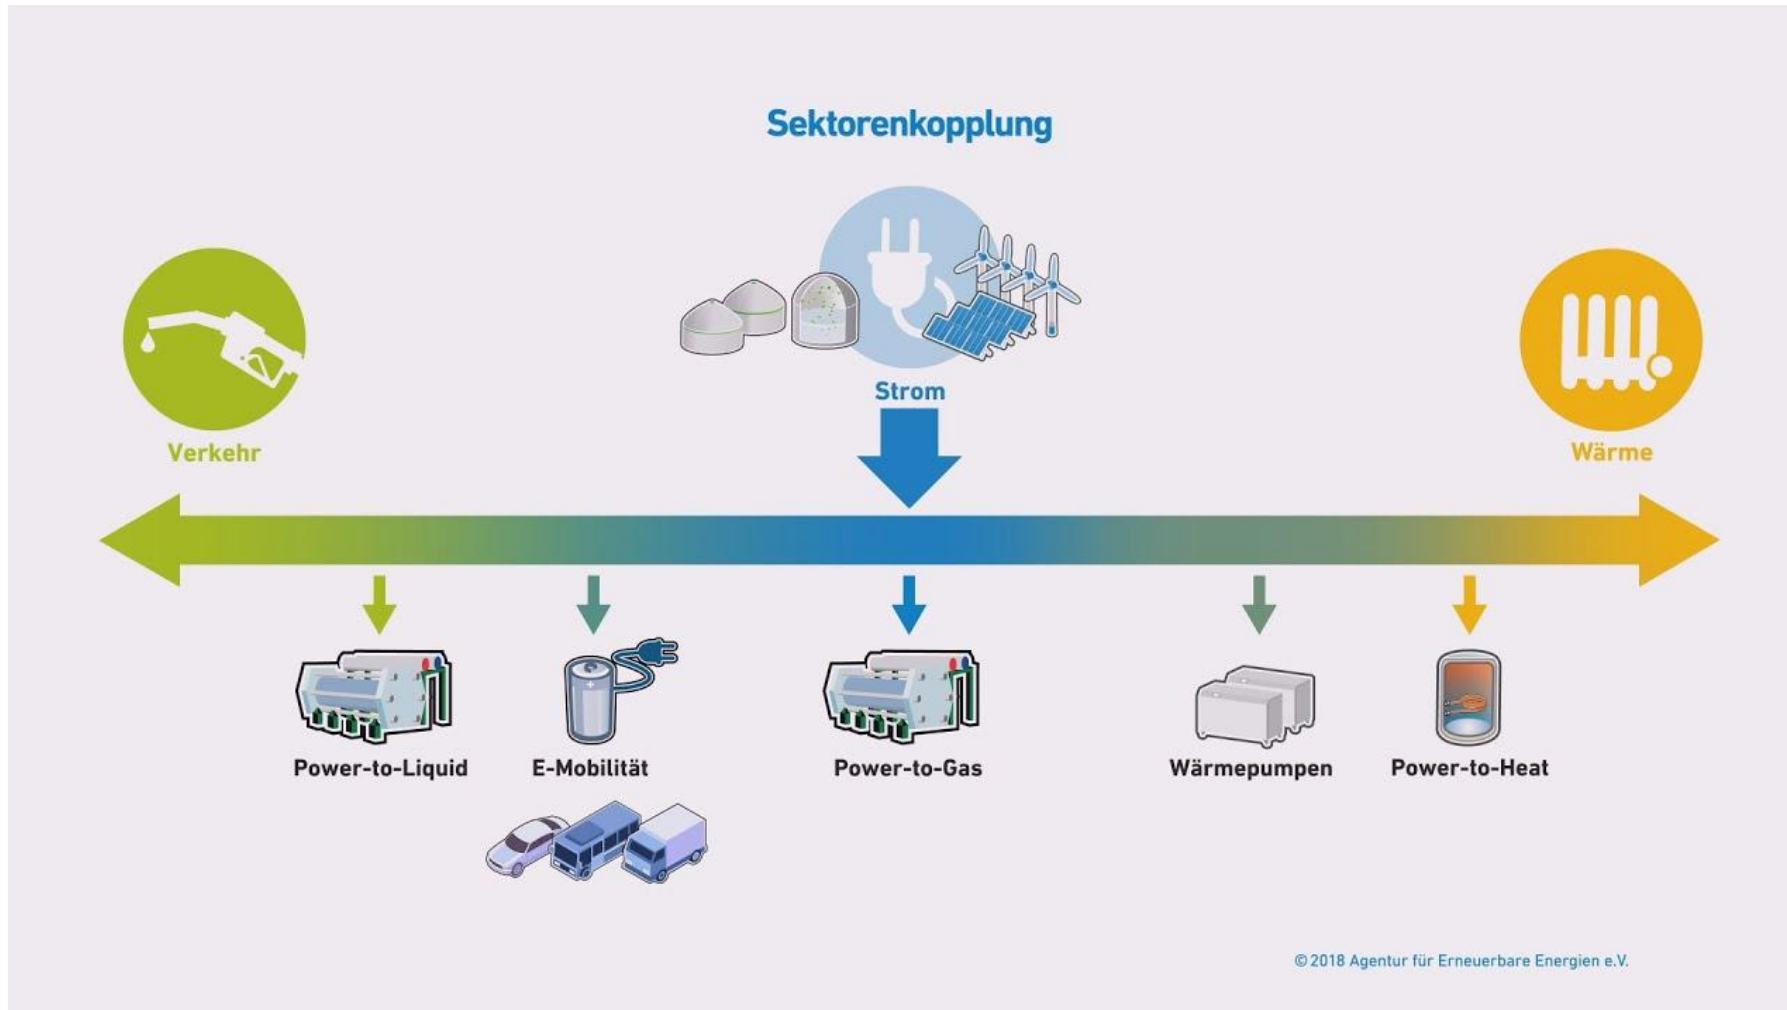 Sektorenkopplung
Strom
Verkehr
Wärme
Power-to-Liquid
E-Mobilität
Power-to-Gas
Wärmepumpen
Power-to-Heat
© 2018 Agentur für Erneuerbare Energien e.V.